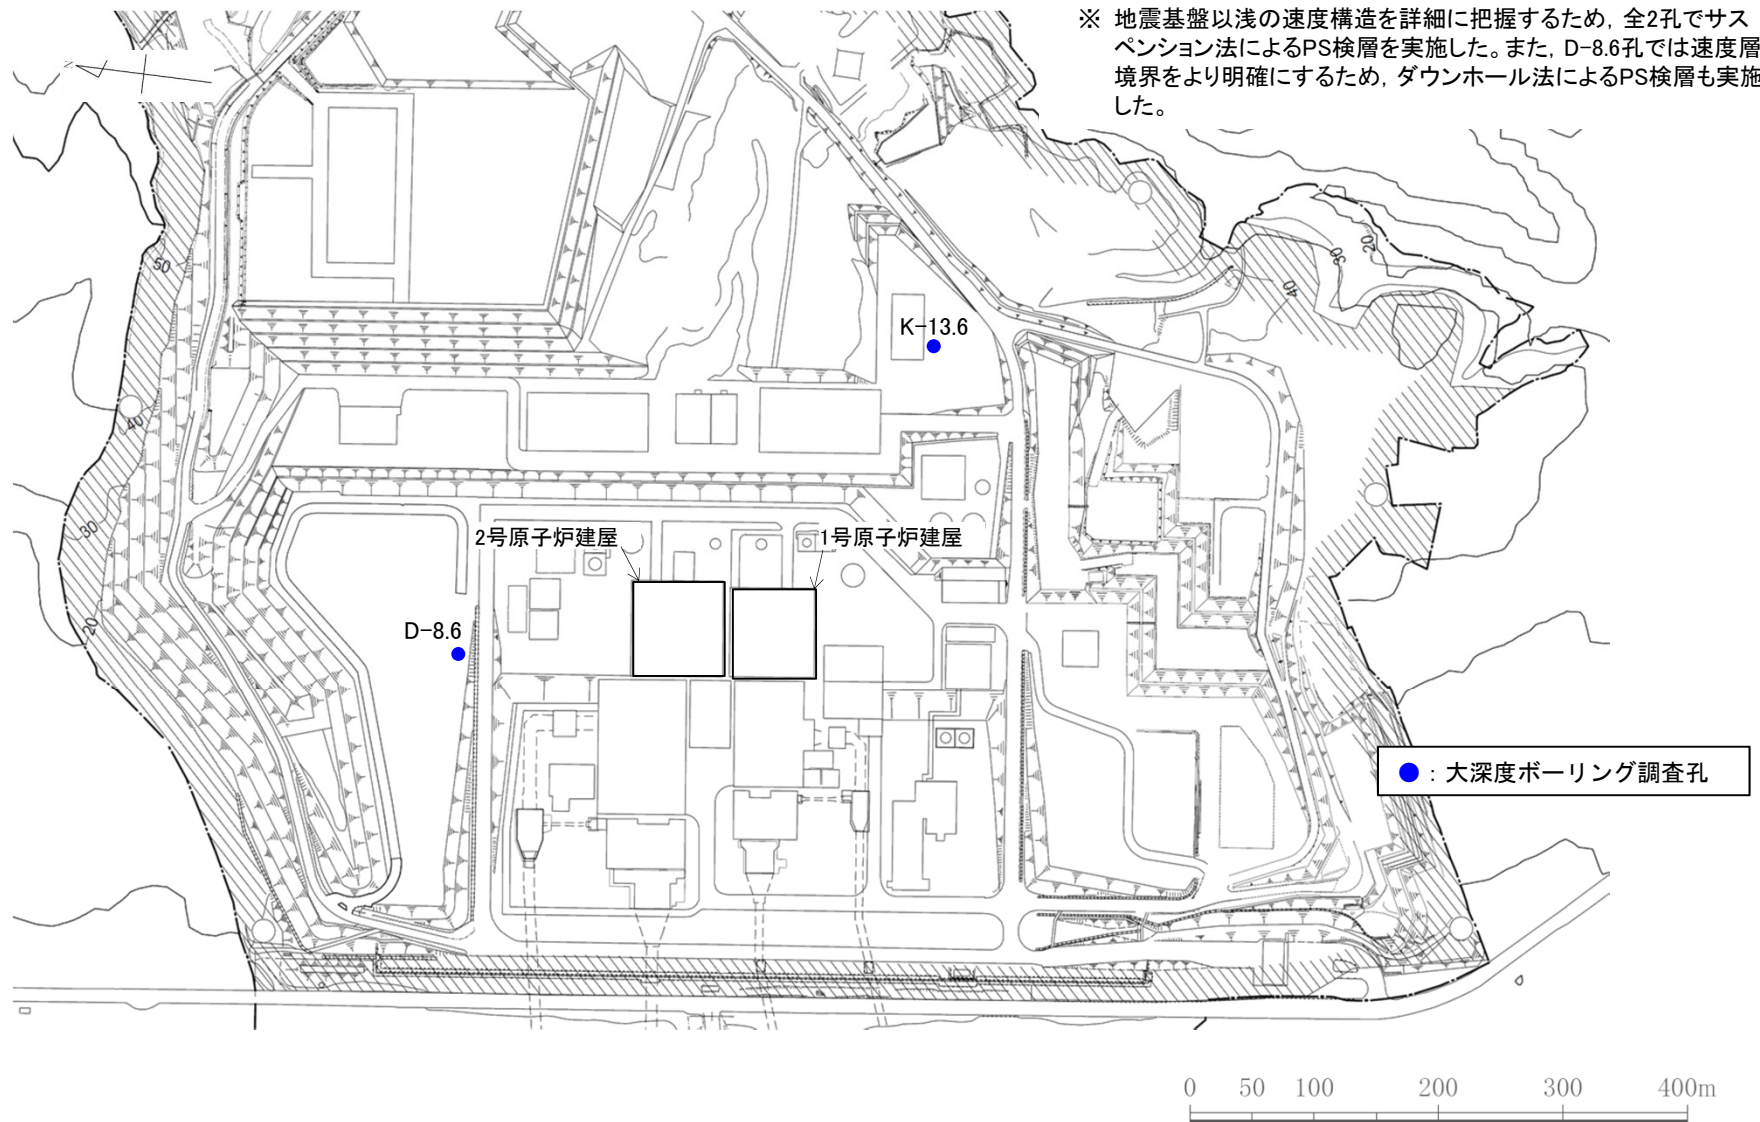 ※ 地震基盤以浅の速度構造を詳細に把握するため，全2孔でサス
ペンション法によるPS検層を実施した。また，D-8.6孔では速度層
境界をより明確にするため，ダウンホール法によるPS検層も実施
した。
N
50
20
30
40
K-13.6
40
30
2号原子炉建屋
1号原子炉建屋
20
D-8.6
●：大深度ボーリング調査孔
0 50 100 200 300 400m